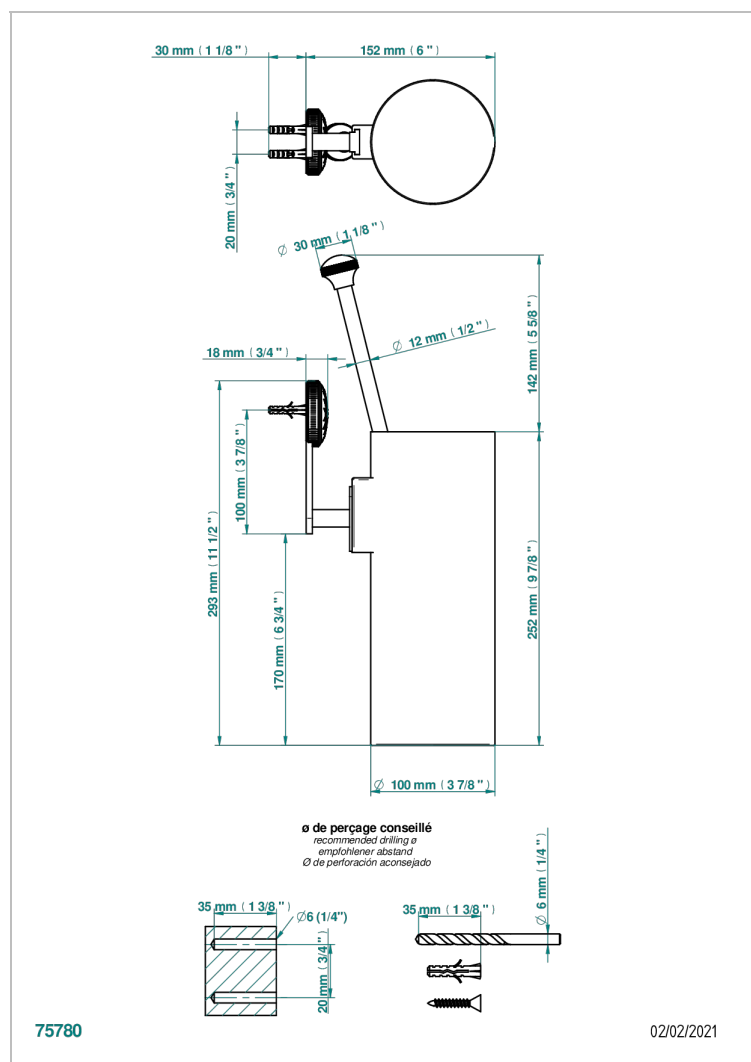 30 mm ( 1 1/8 " )
152 mm ( 6 " )
20 mm ( 3/4 " )
Ø 30 mm ( 1 1/8 " )
Ø 12 mm ( 1/2 " )
18 mm ( 3/4 " )
142 mm ( 5 5/8 " )
100 mm ( 3 7/8 " )
293 mm ( 11 1/2 " )
170 mm ( 6 3/4 " )
252 mm ( 9 7/8 " )
Ø 100 mm ( 3 7/8 " )
ø de perçage conseillé
recommended drilling ø
empfohlener abstand
Ø de perforación aconsejado
35 mm ( 1 3/8 " )
Ø6 (1/4")
20 mm ( 3/4 " )
35 mm ( 1 3/8 " )
Ø 6 mm ( 1/4 " )
75780
02/02/2021